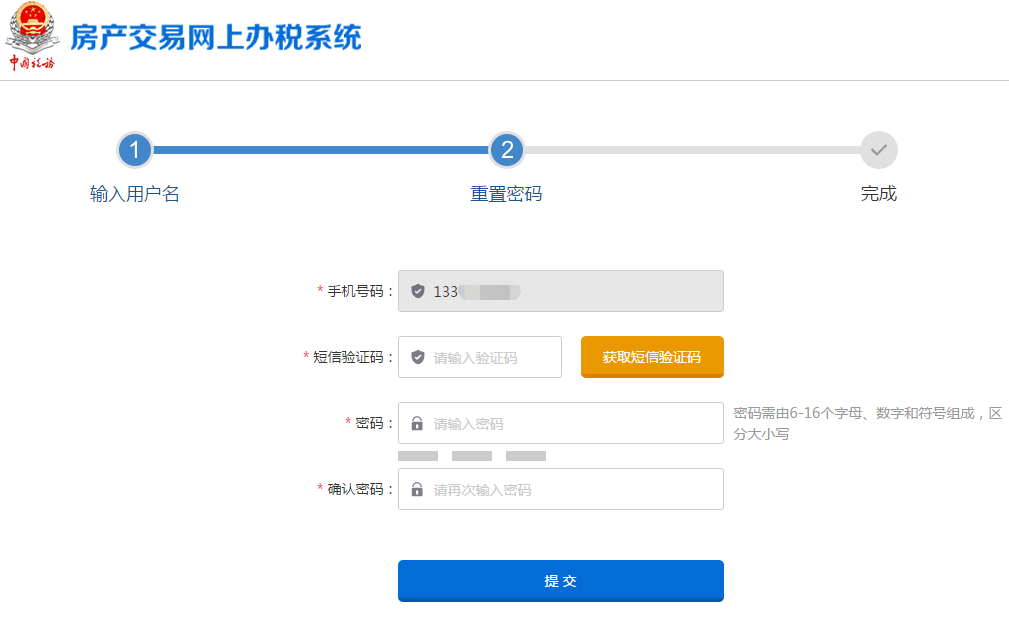 中国税务
房产交易网上办税系统
1
2
输入用户名
重置密码
完成
* 手机号码：
133
* 短信验证码：
请输入验证码
获取短信验证码
* 密码：
请输入密码
密码需由6-16个字母、数字和符号组成，区
分大小写
* 确认密码：
请再次输入密码
提 交